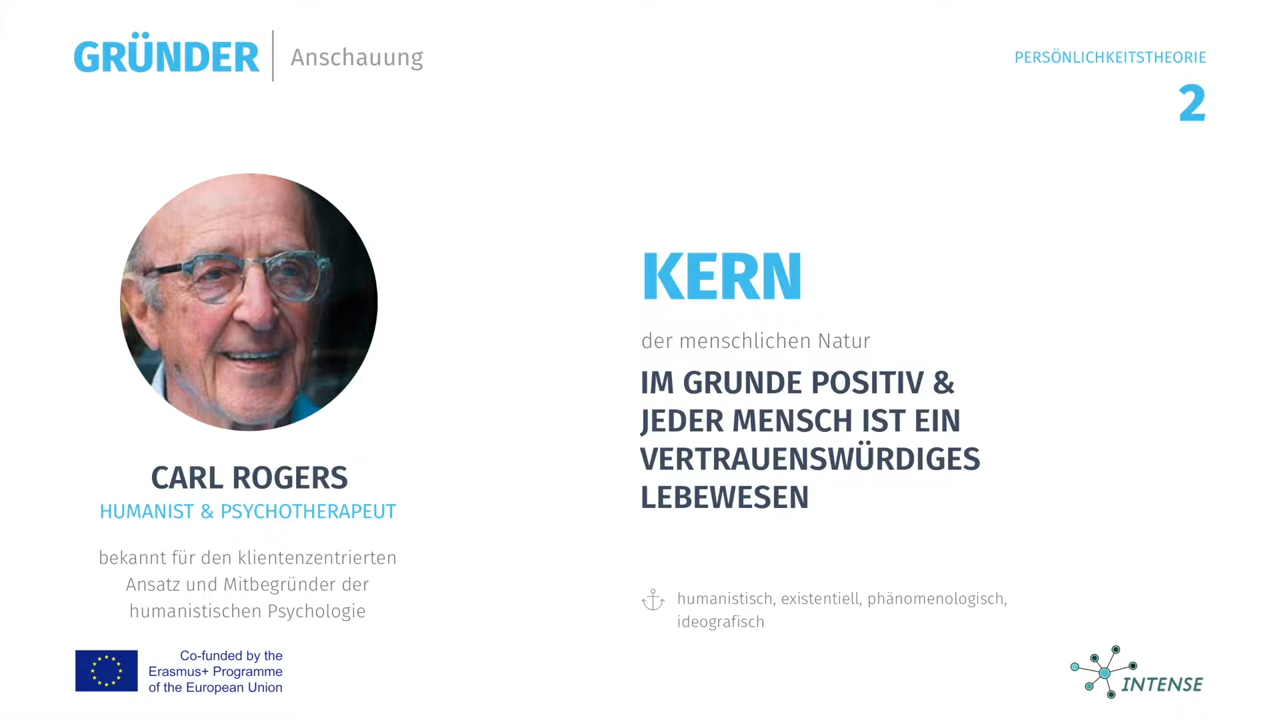 GRÜNDER | Anschauung
PERSÖNLICHKEITSTHEORIE
2
CARL ROGERS
HUMANIST & PSYCHOTHERAPEUT
bekannt für den klientenzentrierten
Ansatz und Mitbegründer der
humanistischen Psychologie
KERN
der menschlichen Natur
IM GRUNDE POSITIV &
JEDER MENSCH IST EIN
VERTRAUENSWÜRDIGES
LEBEWESEN
humanistisch, existentiell, phänomenologisch,
ideografisch
Co-funded by the
Erasmus+ Programme
of the European Union
INTENSE